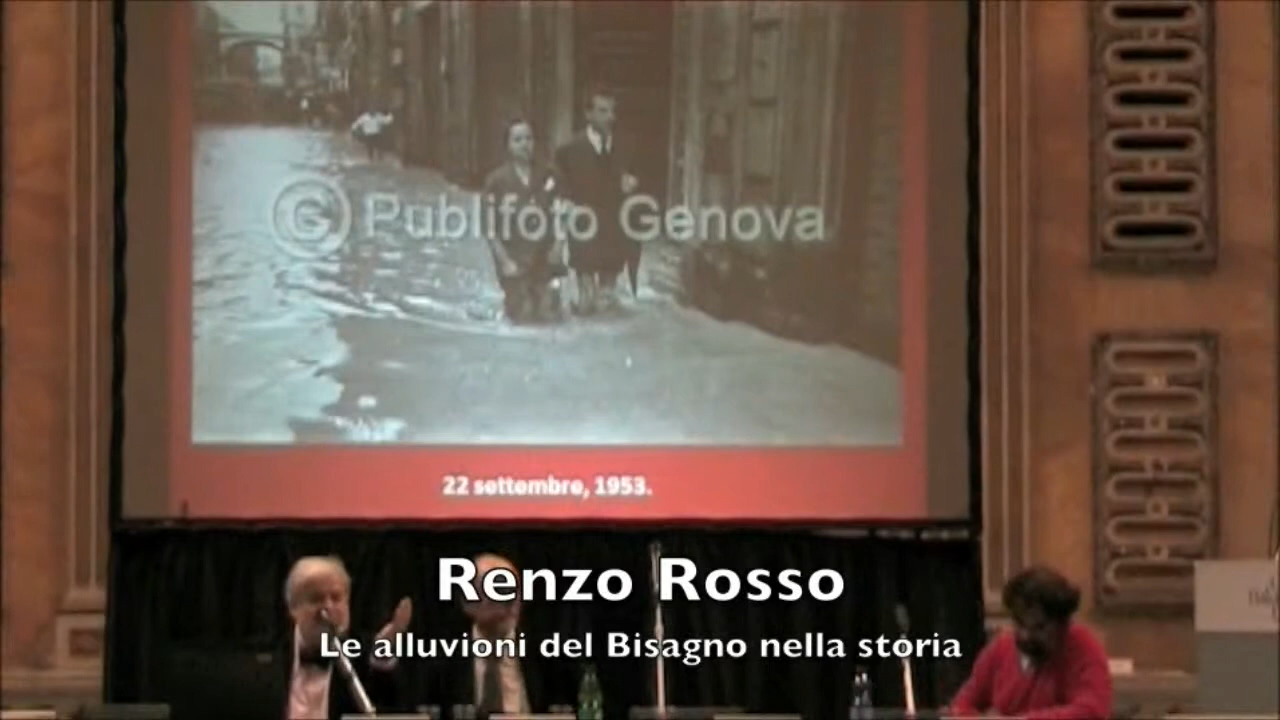 © Publifoto Genova
22 settembre, 1953.
Renzo Rosso
Le alluvioni del Bisagno nella storia